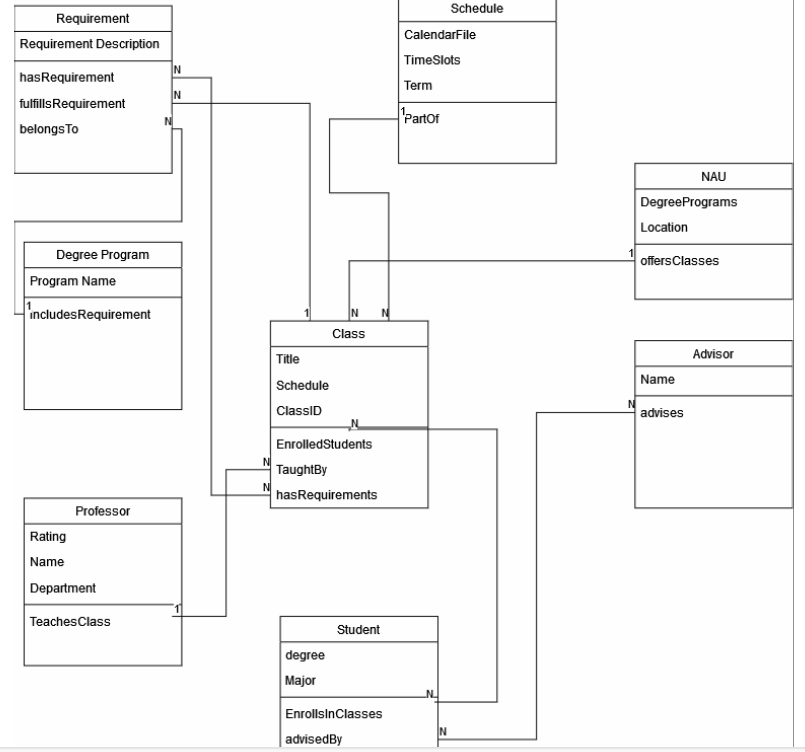 Requirement
Requirement Description
hasRequirement
N
fulfillsRequirement
N
belongsTo
N
Schedule
CalendarFile
TimeSlots
Term
1
PartOf
NAU
DegreePrograms
Location
1
offersClasses
Degree Program
Program Name
1
includesRequirement
1
N
N
Class
Title
Schedule
ClassID
N
EnrolledStudents
N
TaughtBy
N
hasRequirements
Advisor
Name
N
advises
Professor
Rating
Name
Department
1
TeachesClass
Student
degree
Major
N
EnrollsInClasses
advisedBy
N